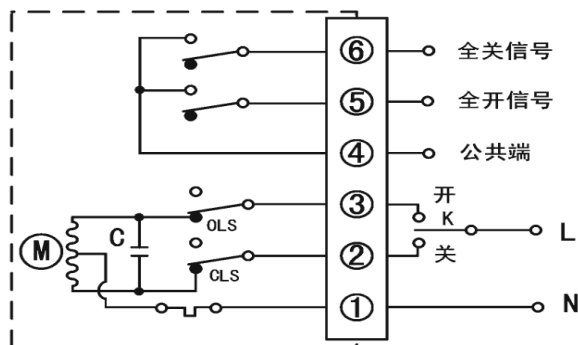 ⑥ 全关信号
⑤ 全开信号
④ 公共端
③ 开
OLS K L
M C
CLS
② 关
① N